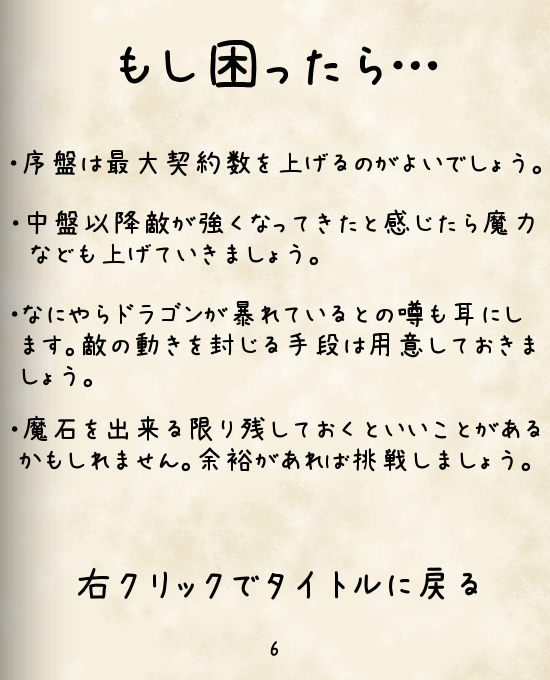 もし困ったら…
・序盤は最大契約数を上げるのがよいでしょう。
・中盤以降敵が強くなってきたと感じたら魔力
なども上げていきましょう。
・なにやらドラゴンが暴れているとの噂も耳にし
ます。敵の動きを封じる手段は用意しておきま
しょう。
・魔石を出来る限り残しておくといいことがある
かもしれません。余裕があれば挑戦しましょう。
右クリックでタイトルに戻る
6